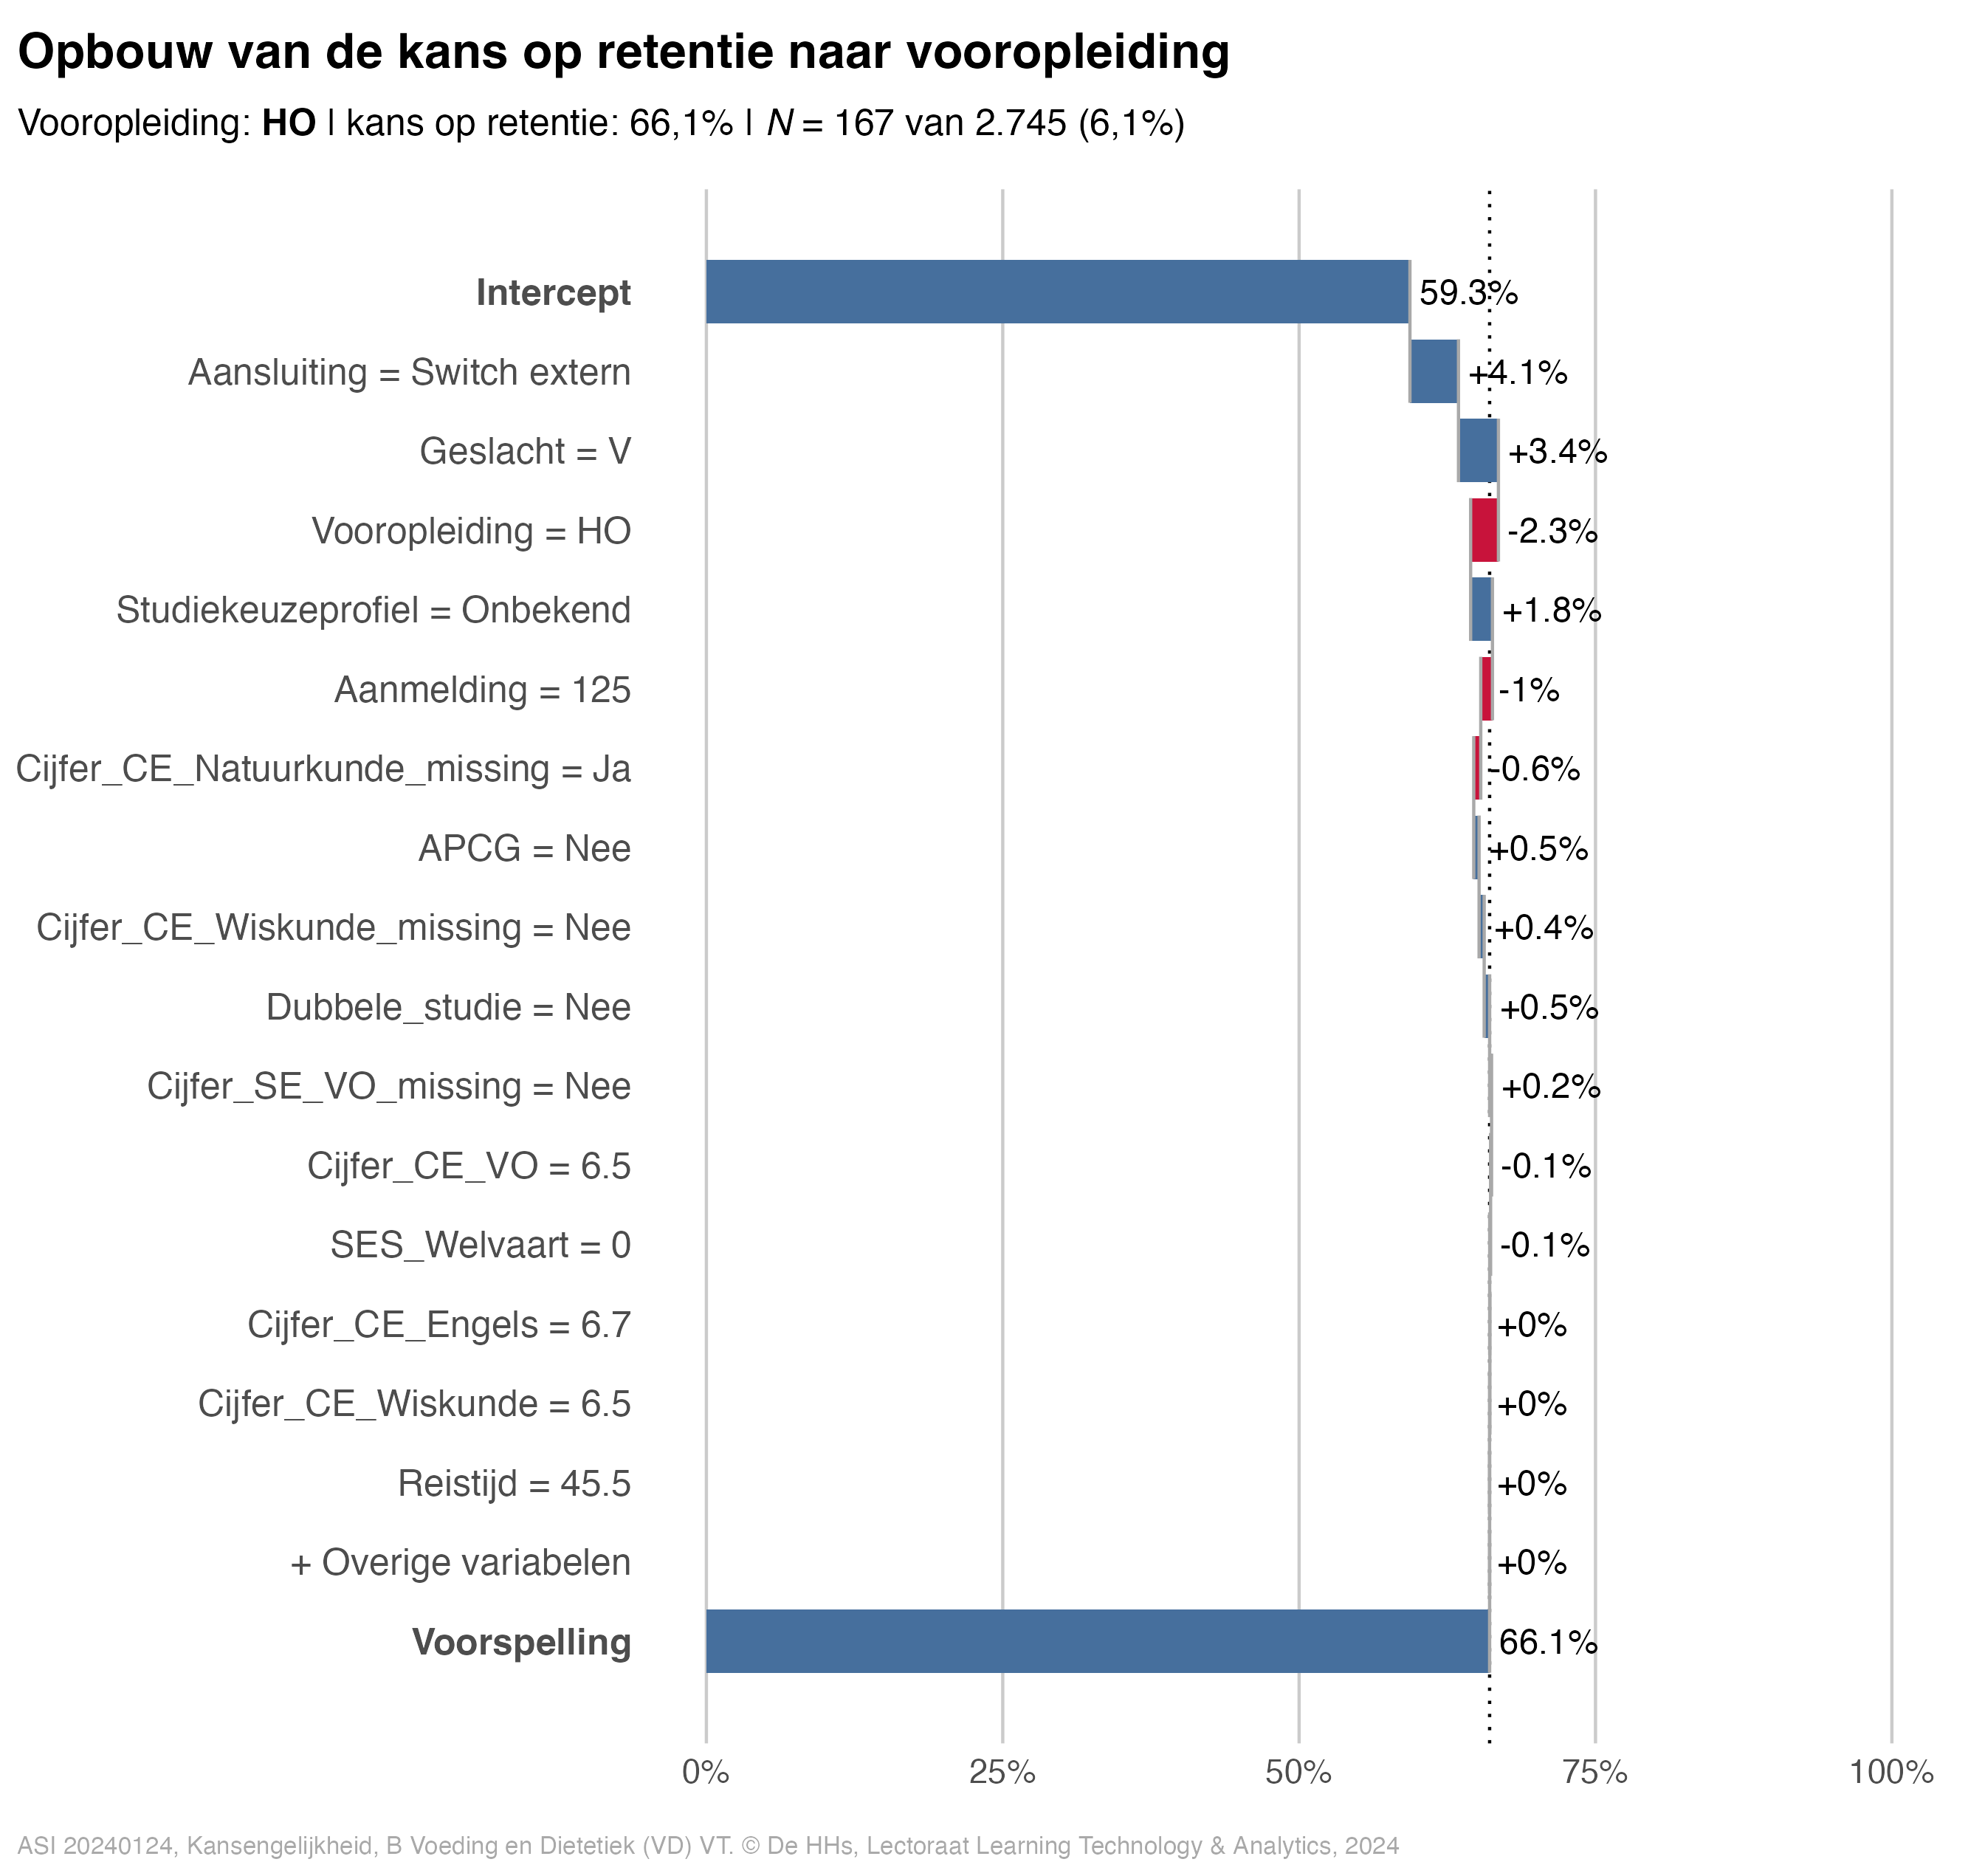 Opbouw van de kans op retentie naar vooropleiding
Vooropleiding: HO | kans op retentie: 66,1% | N = 167 van 2.745 (6,1%)
Intercept 59.3%
Aansluiting = Switch extern +4.1%
Geslacht = V +3.4%
Vooropleiding = HO -2.3%
Studiekeuzeprofiel = Onbekend +1.8%
Aanmelding = 125 -1%
Cijfer_CE_Natuurkunde_missing = Ja -0.6%
APCG = Nee +0.5%
Cijfer_CE_Wiskunde_missing = Nee +0.4%
Dubbele_studie = Nee +0.5%
Cijfer_SE_VO_missing = Nee +0.2%
Cijfer_CE_VO = 6.5 -0.1%
SES_Welvaart = 0 -0.1%
Cijfer_CE_Engels = 6.7 +0%
Cijfer_CE_Wiskunde = 6.5 +0%
Reistijd = 45.5 +0%
+ Overige variabelen +0%
Voorspelling 66.1%
0% 25% 50% 75% 100%
ASI 20240124, Kansengelijkheid, B Voeding en Dietetiek (VD) VT. © De HHs, Lectoraat Learning Technology & Analytics, 2024